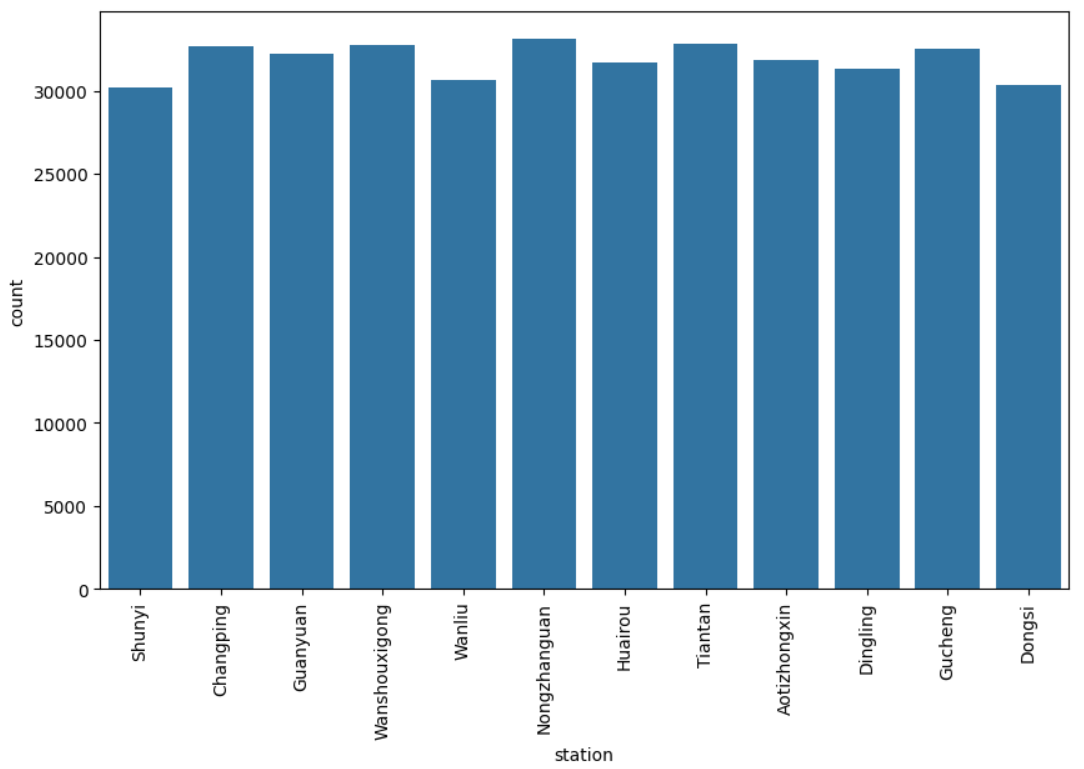 count
30000
25000
20000
15000
10000
5000
0
Shunyi
Changping
Guanyuan
Wanshouxigong
Wanliu
Nongzhanguan
Huairou
Tiantan
Aotizhongxin
Dingling
Gucheng
Dongsi
station